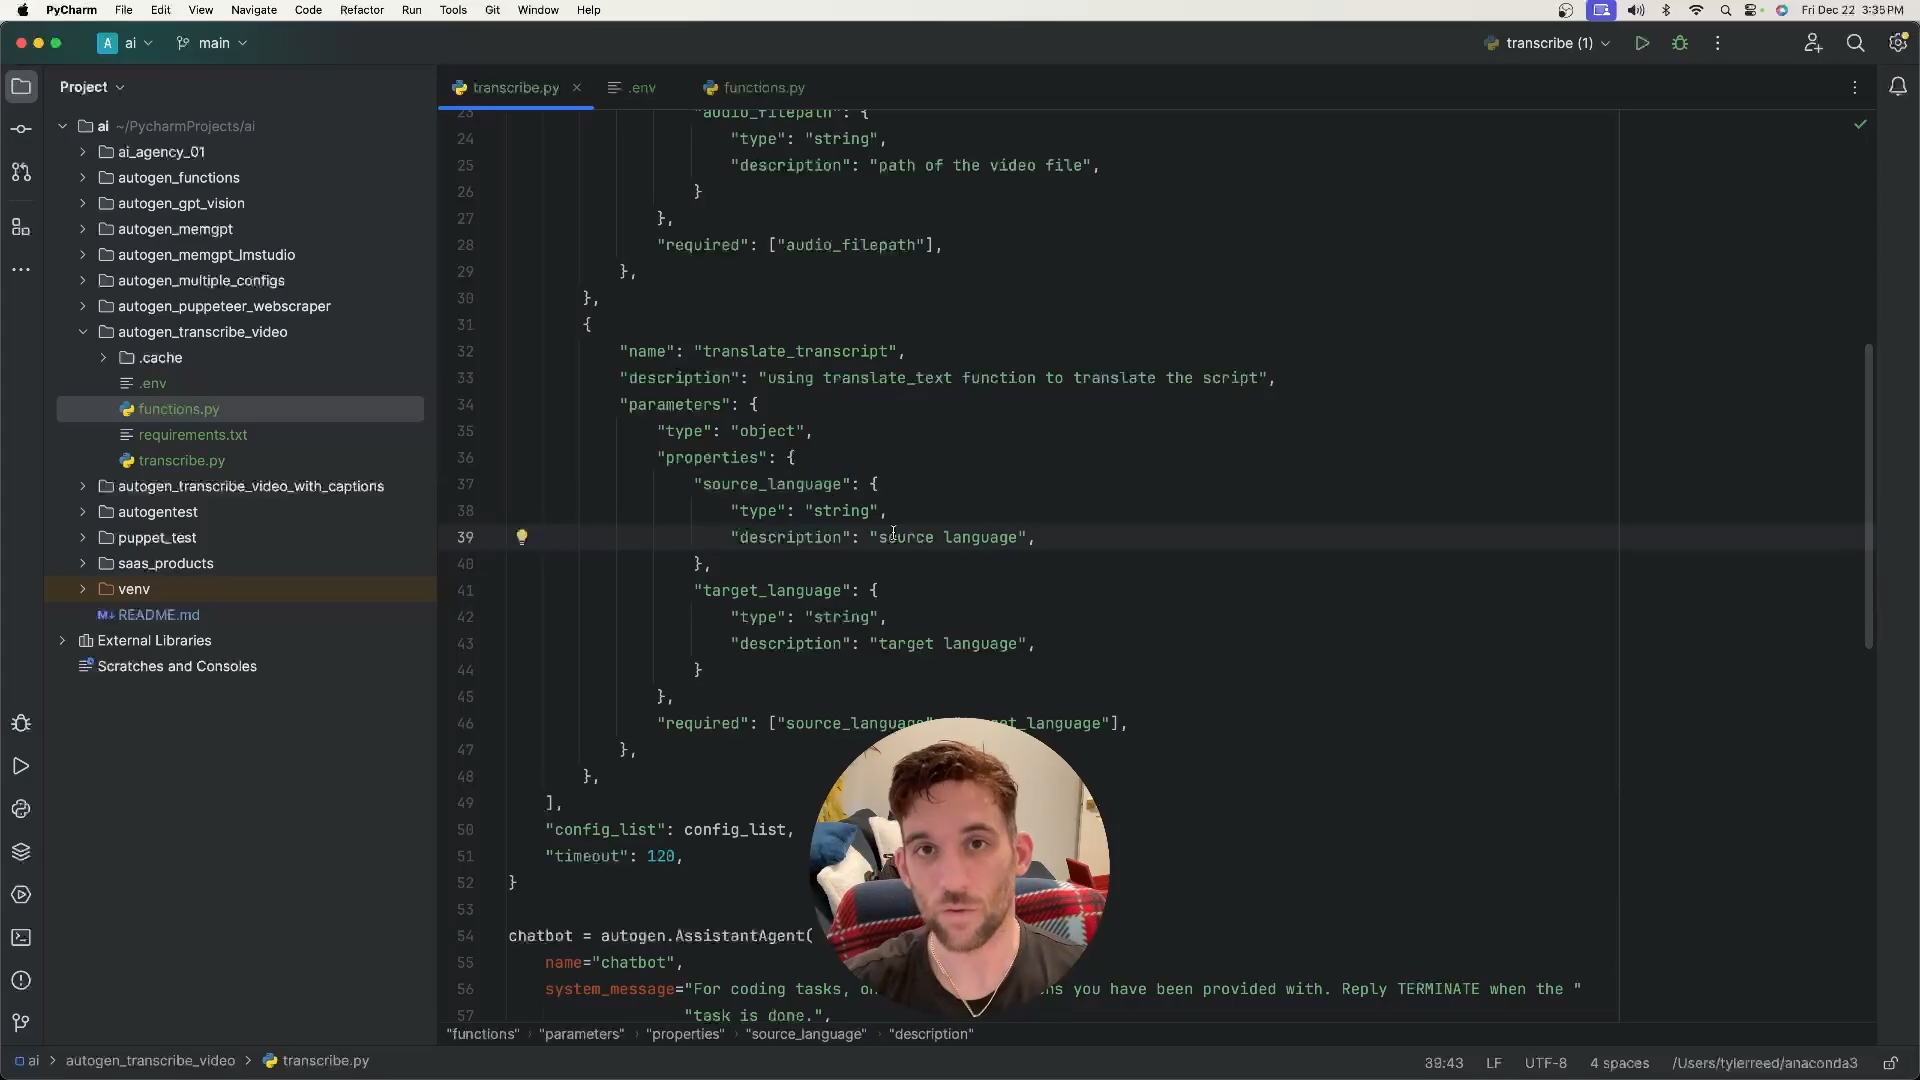 PyCharm File Edit View Navigate Code Refactor Run Tools Git Window Help Fri Dec 22 3:35 PM
A ai main transcribe (1)
Project transcribe.py .env functions.py
ai ~/PycharmProjects/ai
ai_agency_01
autogen_functions
autogen_gpt_vision
autogen_memgpt
autogen_memgpt_lmstudio
autogen_multiple_configs
autogen_puppeteer_webscraper
autogen_transcribe_video
.cache
.env
functions.py
requirements.txt
transcribe.py
autogen_transcribe_video_with_captions
autogentest
puppet_test
saas_products
venv
M↓ README.md
External Libraries
Scratches and Consoles
23 "audio_filepath": {
24 "type": "string",
25 "description": "path of the video file",
26 }
27 },
28 "required": ["audio_filepath"],
29 },
30 },
31 {
32 "name": "translate_transcript",
33 "description": "using translate_text function to translate the script",
34 "parameters": {
35 "type": "object",
36 "properties": {
37 "source_language": {
38 "type": "string",
39 "description": "source language",
40 },
41 "target_language": {
42 "type": "string",
43 "description": "target language",
44 }
45 },
46 "required": ["source_language" _language"],
47 },
48 },
49 ],
50 "config_list": config_list,
51 "timeout": 120,
52 }
53
54 chatbot = autogen.AssistantAgent(
55 name="chatbot",
56 system_message="For coding tasks, you have been provided with. Reply TERMINATE when the "
57 "task is done.",
"functions" › "parameters" › "properties" › "source_language" › "description"
ai › autogen_transcribe_video › transcribe.py 39:43 LF UTF-8 4 spaces /Users/tylerreed/anaconda3